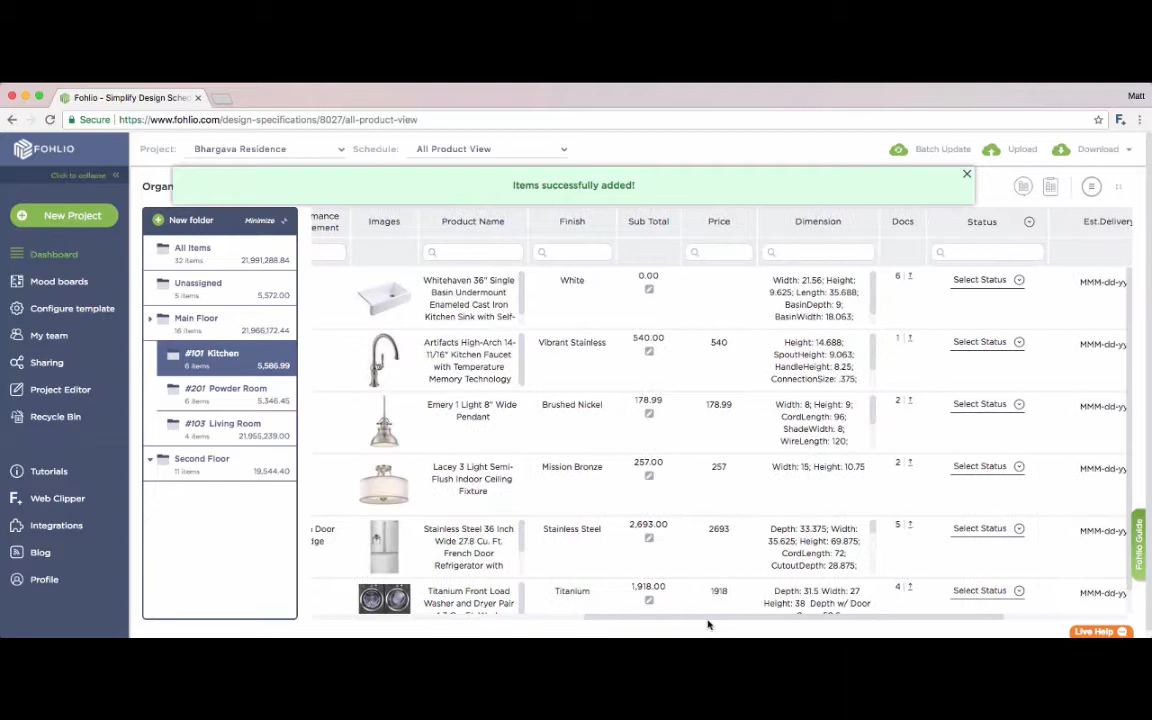 Fohlio - Simplify Design Sche
Matt
Secure https://www.fohlio.com/design-specifications/8027/all-product-view
FOHLIO
Project: Bhargava Residence Schedule: All Product View Batch Update Upload Download
Click to collapse
Items successfully added!
Organ
New Project
New folder Minimize
Dashboard
Mood boards
Configure template
My team
Sharing
Project Editor
Recycle Bin
Tutorials
Web Clipper
Integrations
Blog
Profile
All Items
32 items 21,991,288.84
Unassigned
5 items 5,572.00
Main Floor
16 items 21,966,172.44
#101 Kitchen
6 items 5,586.99
#201 Powder Room
6 items 5,346.45
#103 Living Room
4 items 21,955,239.00
Second Floor
11 items 19,544.40
mance
ement
Images Product Name Finish Sub Total Price Dimension Docs Status Est.Delivery
Whitehaven 36" Single
Basin Undermount
Enameled Cast Iron
Kitchen Sink with Self-
White
0.00
Width: 21.56; Height:
9.625; Length: 35.688;
BasinDepth: 9;
BasinWidth: 18.063;
6
Select Status
MMM-dd-yy
Artifacts High-Arch 14-
11/16" Kitchen Faucet
with Temperature
Memory Technology
Vibrant Stainless
540.00
540
Height: 14.688;
SpoutHeight: 9.063;
HandleHeight: 8.25;
ConnectionSize: .375;
1
Select Status
MMM-dd-yy
Emery 1 Light 8" Wide
Pendant
Brushed Nickel
178.99
178.99
Width: 8; Height: 9;
CordLength: 96;
ShadeWidth: 8;
WireLength: 120;
2
Select Status
MMM-dd-yy
Lacey 3 Light Semi-
Flush Indoor Ceiling
Fixture
Mission Bronze
257.00
257
Width: 15; Height: 10.75
2
Select Status
MMM-dd-yy
Door
dge
Stainless Steel 36 Inch
Wide 27.8 Cu. Ft.
French Door
Refrigerator with
Stainless Steel
2,693.00
2693
Depth: 33.375; Width:
35.625; Height: 69.875;
CordLength: 72;
CutoutDepth: 28.875;
5
Select Status
MMM-dd-yy
Titanium Front Load
Washer and Dryer Pair
Titanium
1,918.00
1918
Depth: 31.5 Width: 27
Height: 38 Depth w/ Door
4
Select Status
MMM-dd-yy
Fohlio Guide
Live Help